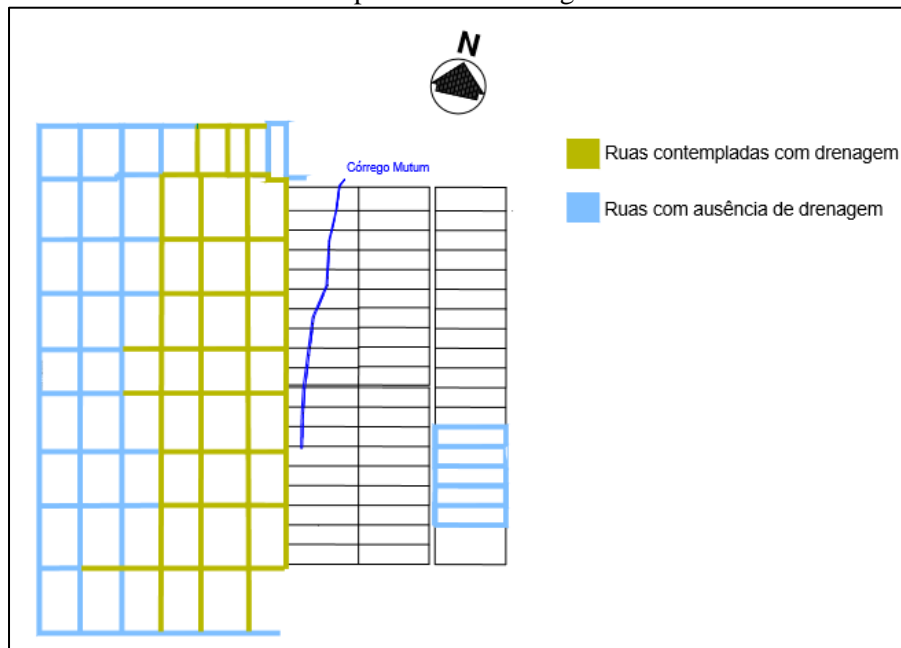 N
Córrego Mutum
Ruas contempladas com drenagem
Ruas com ausência de drenagem